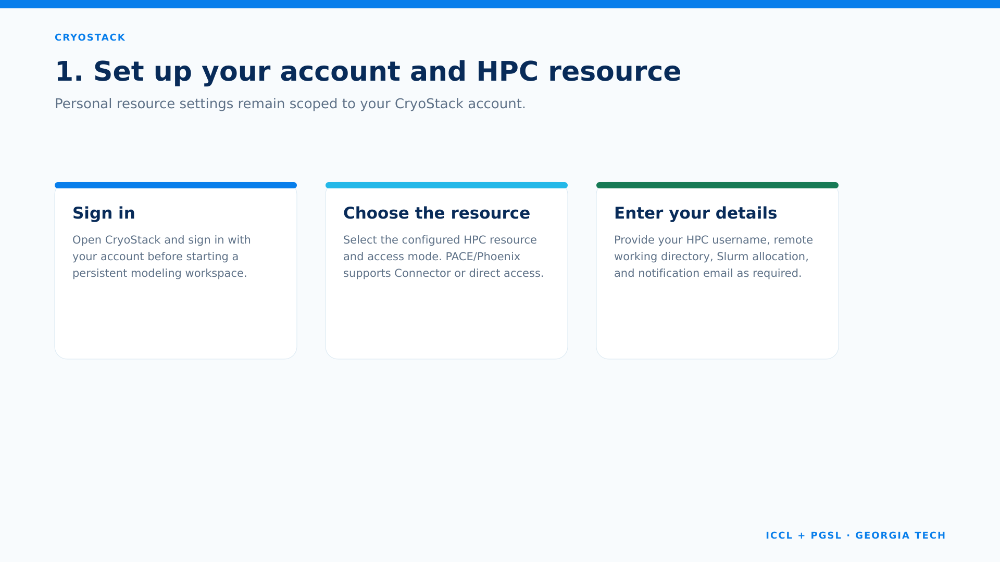 CRYOSTACK
1. Set up your account and HPC resource
Personal resource settings remain scoped to your CryoStack account.
Sign in
Open CryoStack and sign in with
your account before starting a
persistent modeling workspace.
Choose the resource
Select the configured HPC resource
and access mode. PACE/Phoenix
supports Connector or direct access.
Enter your details
Provide your HPC username, remote
working directory, Slurm allocation,
and notification email as required.
ICCL + PGSL · GEORGIA TECH